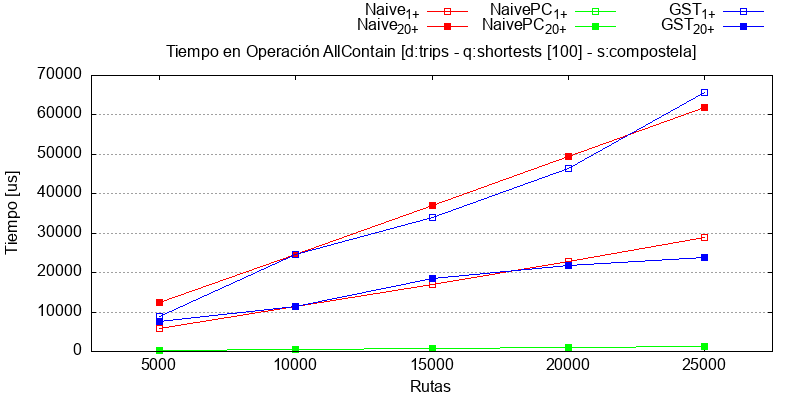 Naive1+ NaivePC1+ GST1+
Naive20+ NaivePC20+ GST20+
Tiempo en Operación AllContain [d:trips - q:shortests [100] - s:compostela]
70000
60000
50000
40000
30000
20000
10000
0
Tiempo [us]
5000 10000 15000 20000 25000
Rutas